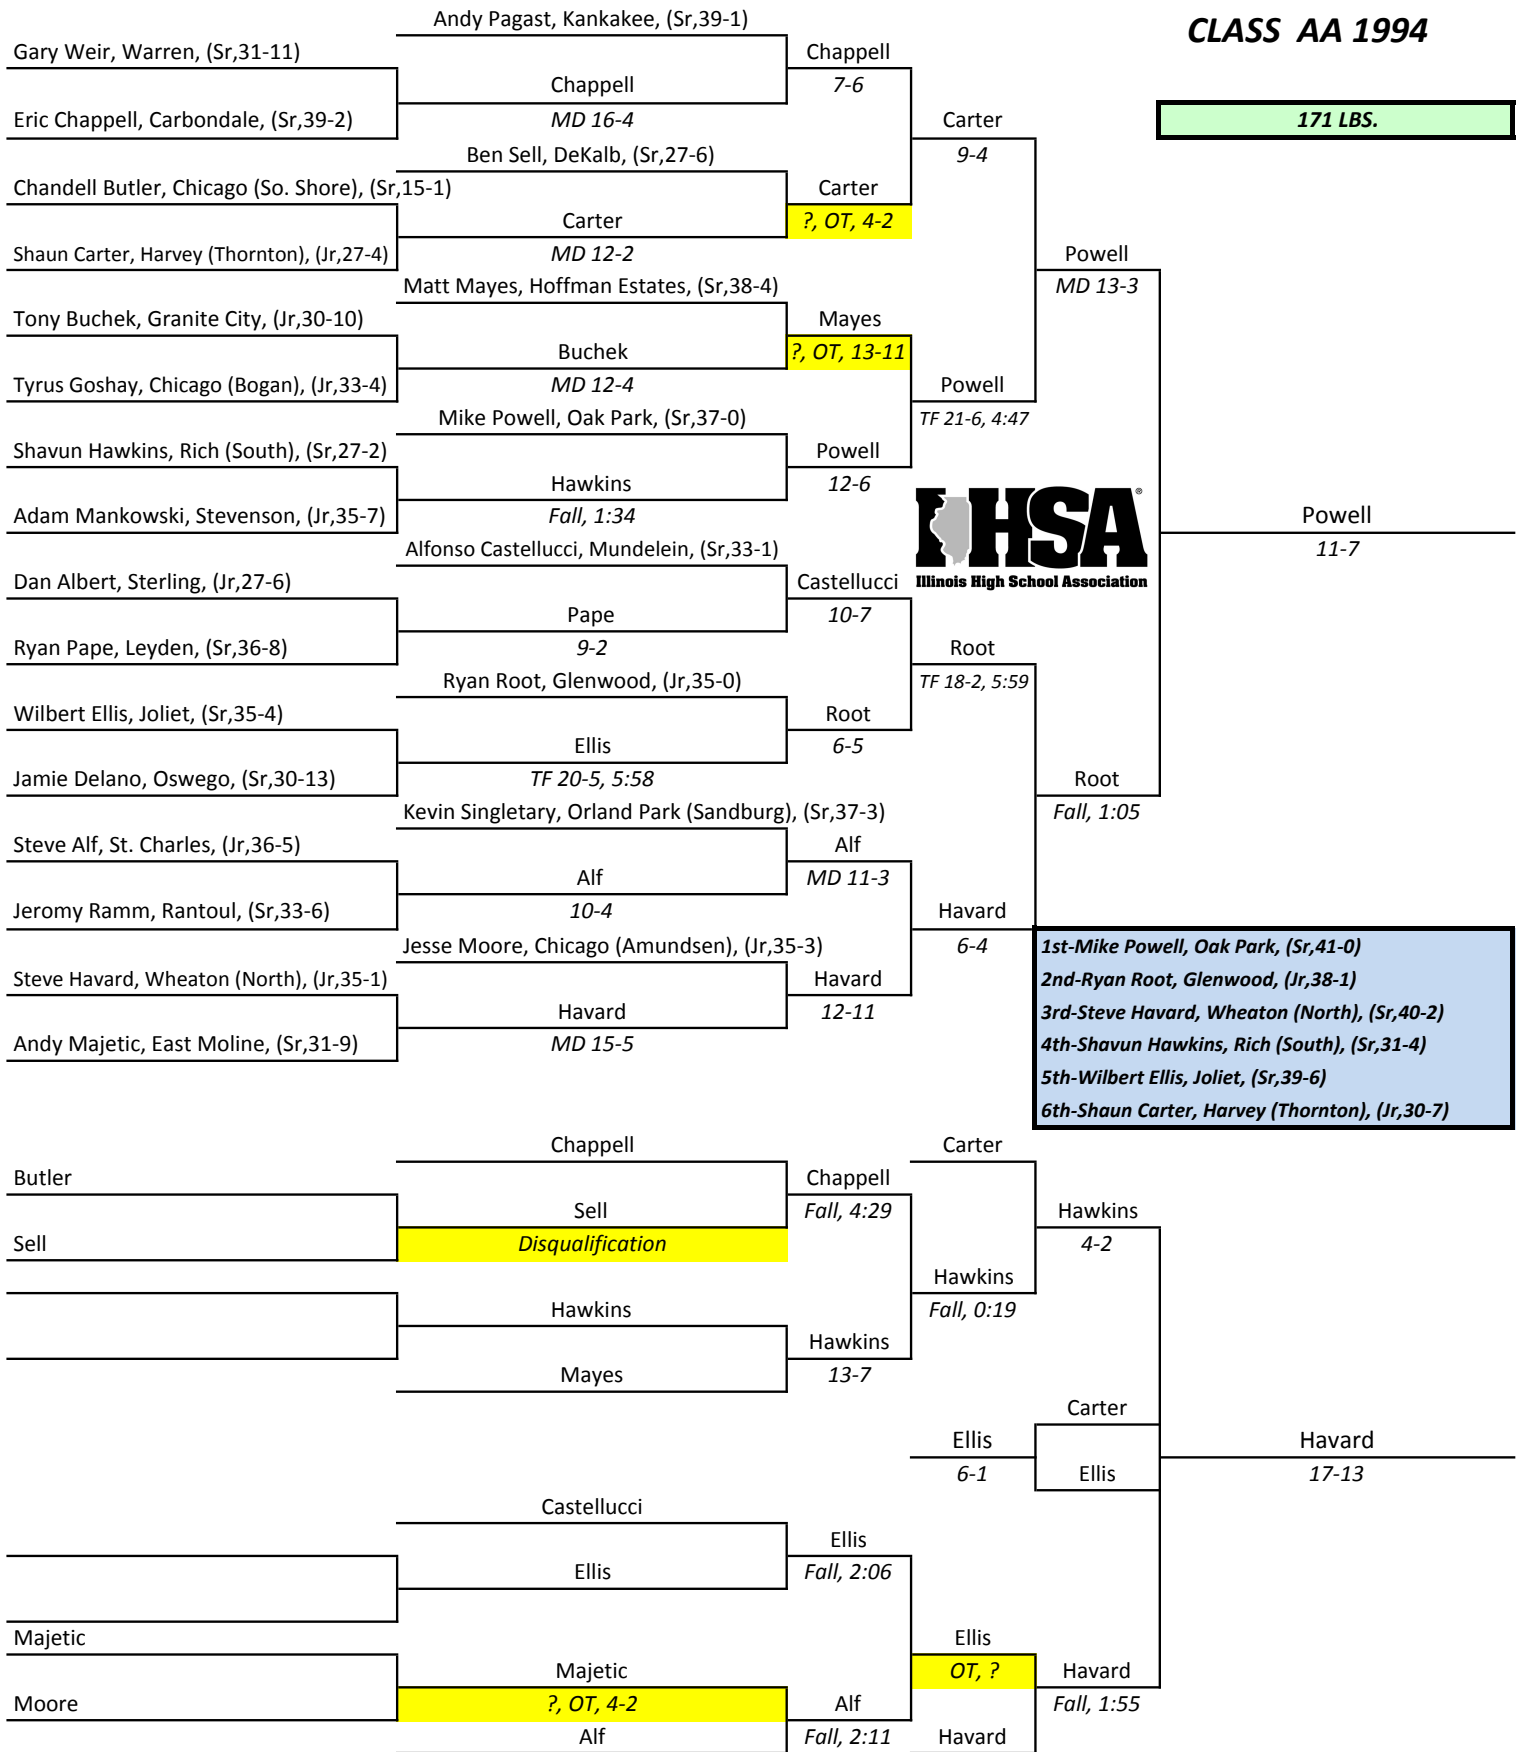 Andy Pagast, Kankakee, (Sr,39-1)
CLASS AA 1994
Gary Weir, Warren, (Sr,31-11)
Chappell
Chappell
7-6
Eric Chappell, Carbondale, (Sr,39-2)
MD 16-4
Carter
171 LBS.
Ben Sell, DeKalb, (Sr,27-6)
9-4
Chandell Butler, Chicago (So. Shore), (Sr,15-1)
Carter
Carter
?, OT, 4-2
Shaun Carter, Harvey (Thornton), (Jr,27-4)
MD 12-2
Powell
Matt Mayes, Hoffman Estates, (Sr,38-4)
MD 13-3
Tony Buchek, Granite City, (Jr,30-10)
Mayes
Buchek
?, OT, 13-11
Tyrus Goshay, Chicago (Bogan), (Jr,33-4)
MD 12-4
Powell
Mike Powell, Oak Park, (Sr,37-0)
TF 21-6, 4:47
Shavun Hawkins, Rich (South), (Sr,27-2)
Powell
Hawkins
12-6
IHSA®
Adam Mankowski, Stevenson, (Jr,35-7)
Fall, 1:34
Powell
Alfonso Castellucci, Mundelein, (Sr,33-1)
11-7
Dan Albert, Sterling, (Jr,27-6)
Castellucci
Illinois High School Association
Pape
10-7
Ryan Pape, Leyden, (Sr,36-8)
9-2
Root
Ryan Root, Glenwood, (Jr,35-0)
TF 18-2, 5:59
Wilbert Ellis, Joliet, (Sr,35-4)
Root
Ellis
6-5
Jamie Delano, Oswego, (Sr,30-13)
TF 20-5, 5:58
Root
Kevin Singletary, Orland Park (Sandburg), (Sr,37-3)
Fall, 1:05
Steve Alf, St. Charles, (Jr,36-5)
Alf
Alf
MD 11-3
Jeromy Ramm, Rantoul, (Sr,33-6)
10-4
Havard
Jesse Moore, Chicago (Amundsen), (Jr,35-3)
6-4
1st-Mike Powell, Oak Park, (Sr,41-0)
Steve Havard, Wheaton (North), (Jr,35-1)
Havard
2nd-Ryan Root, Glenwood, (Jr,38-1)
Havard
12-11
3rd-Steve Havard, Wheaton (North), (Sr,40-2)
Andy Majetic, East Moline, (Sr,31-9)
MD 15-5
4th-Shavun Hawkins, Rich (South), (Sr,31-4)
5th-Wilbert Ellis, Joliet, (Sr,39-6)
6th-Shaun Carter, Harvey (Thornton), (Jr,30-7)
Chappell
Carter
Butler
Chappell
Sell
Fall, 4:29
Hawkins
Sell
Disqualification
4-2
Hawkins
Hawkins
Fall, 0:19
Hawkins
Mayes
13-7
Carter
Ellis
Havard
6-1
Ellis
17-13
Castellucci
Ellis
Ellis
Fall, 2:06
Majetic
Ellis
Majetic
OT, ?
Havard
Moore
?, OT, 4-2
Alf
Fall, 1:55
Alf
Fall, 2:11
Havard